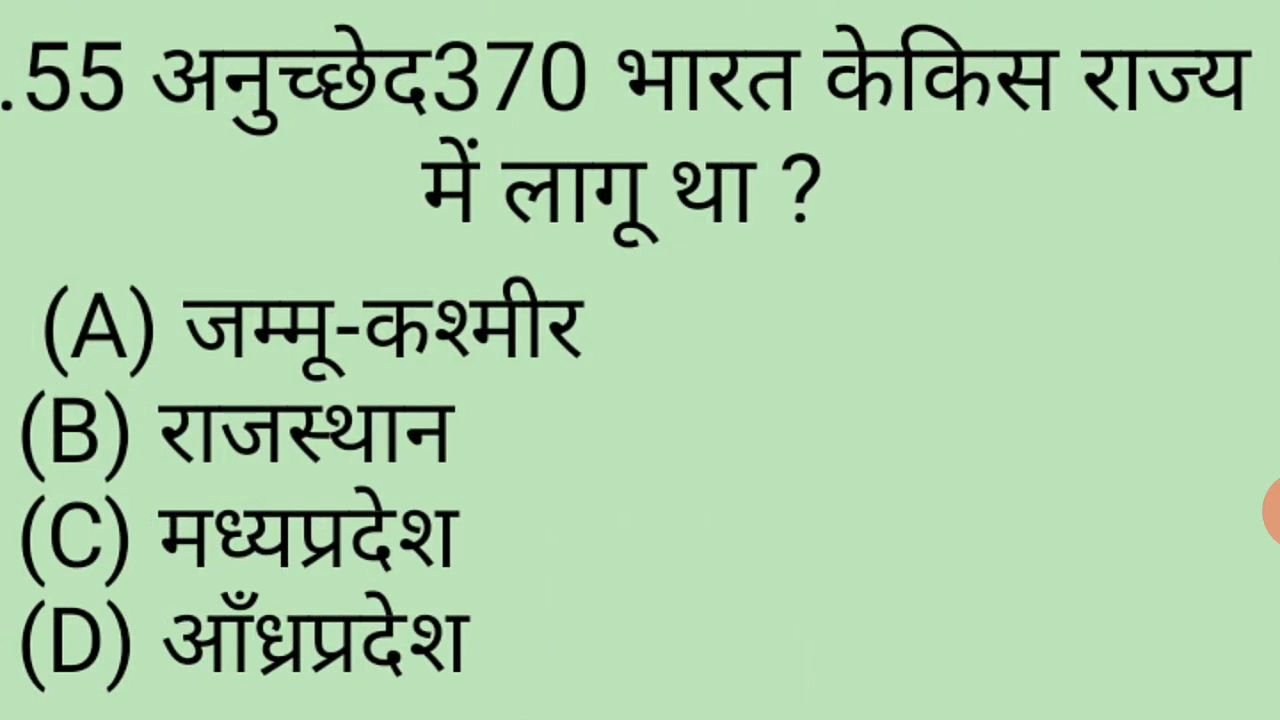 .55 अनुच्छेद370 भारत केकिस राज्य
में लागू था ?
(A) जम्मू-कश्मीर
(B) राजस्थान
(C) मध्यप्रदेश
(D) आँध्रप्रदेश